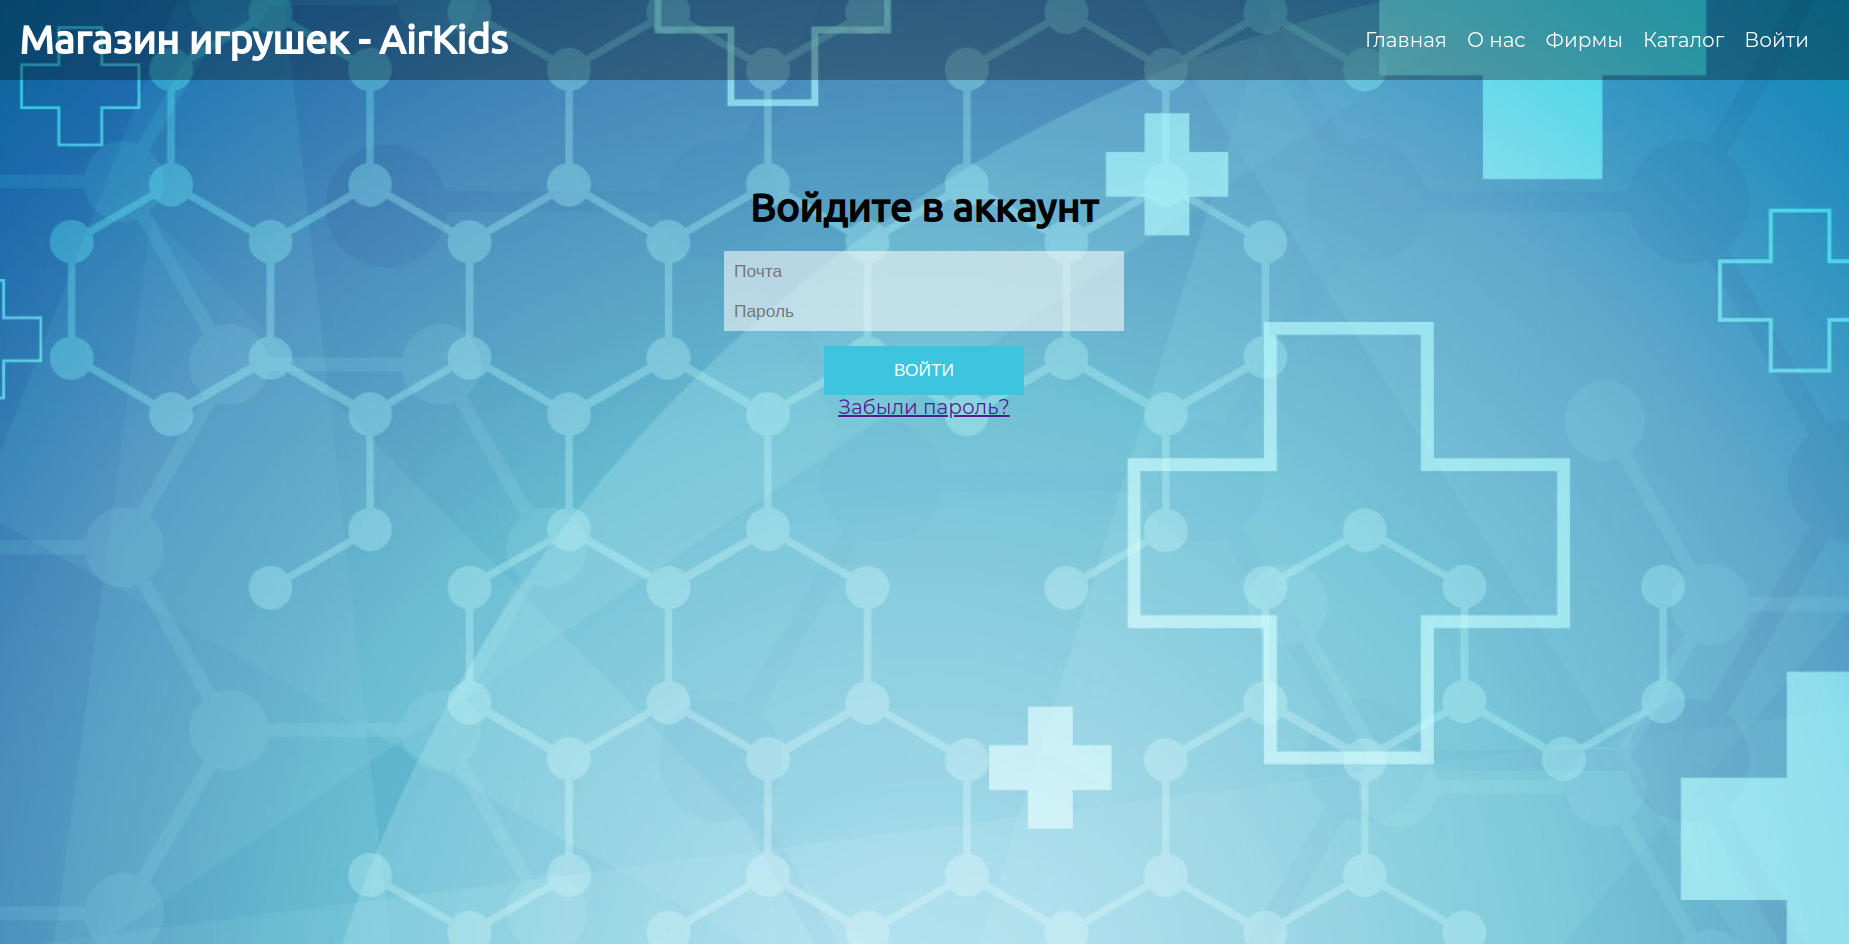 Магазин игрушек - AirKids
Главная О нас Фирмы Каталог Войти
Войдите в аккаунт
Почта
Пароль
ВОЙТИ
Забыли пароль?